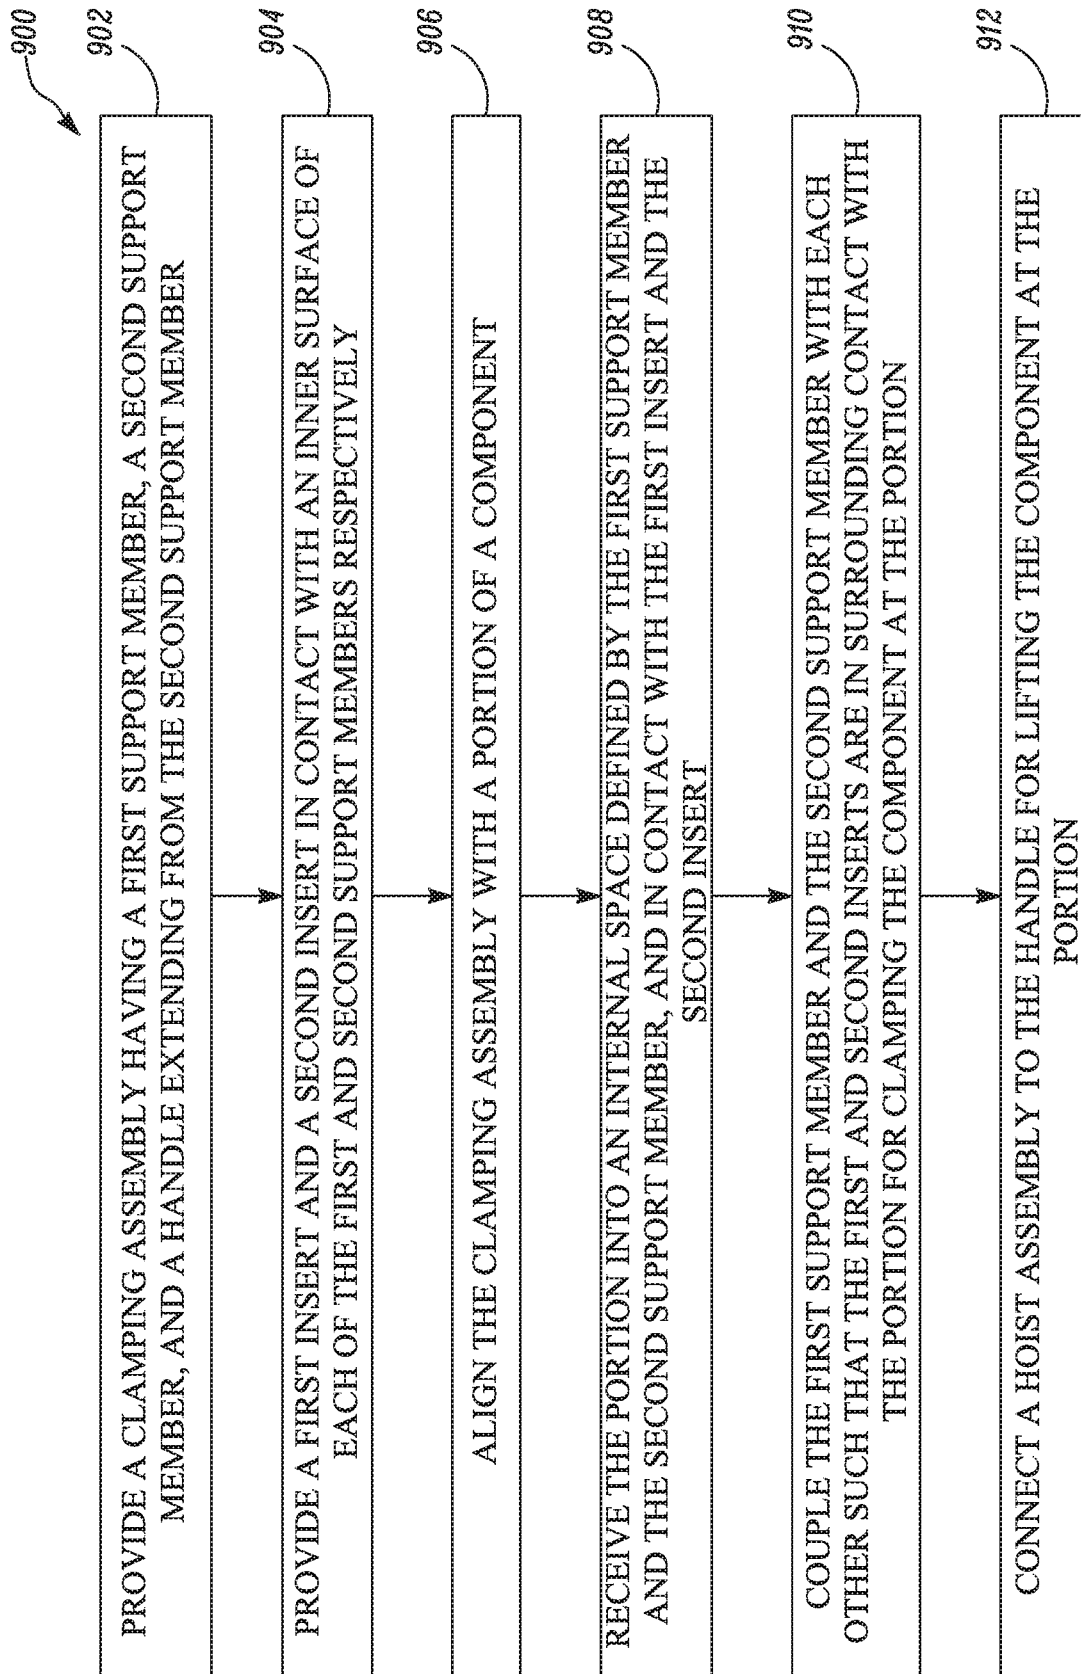 900
902
PROVIDE A CLAMPING ASSEMBLY HAVING A FIRST SUPPORT MEMBER, A SECOND SUPPORT
MEMBER, AND A HANDLE EXTENDING FROM THE SECOND SUPPORT MEMBER
904
PROVIDE A FIRST INSERT AND A SECOND INSERT IN CONTACT WITH AN INNER SURFACE OF
EACH OF THE FIRST AND SECOND SUPPORT MEMBERS RESPECTIVELY
906
ALIGN THE CLAMPING ASSEMBLY WITH A PORTION OF A COMPONENT
908
RECEIVE THE PORTION INTO AN INTERNAL SPACE DEFINED BY THE FIRST SUPPORT MEMBER
AND THE SECOND SUPPORT MEMBER, AND IN CONTACT WITH THE FIRST INSERT AND THE
SECOND INSERT
910
COUPLE THE FIRST SUPPORT MEMBER AND THE SECOND SUPPORT MEMBER WITH EACH
OTHER SUCH THAT THE FIRST AND SECOND INSERTS ARE IN SURROUNDING CONTACT WITH
THE PORTION FOR CLAMPING THE COMPONENT AT THE PORTION
912
CONNECT A HOIST ASSEMBLY TO THE HANDLE FOR LIFTING THE COMPONENT AT THE
PORTION